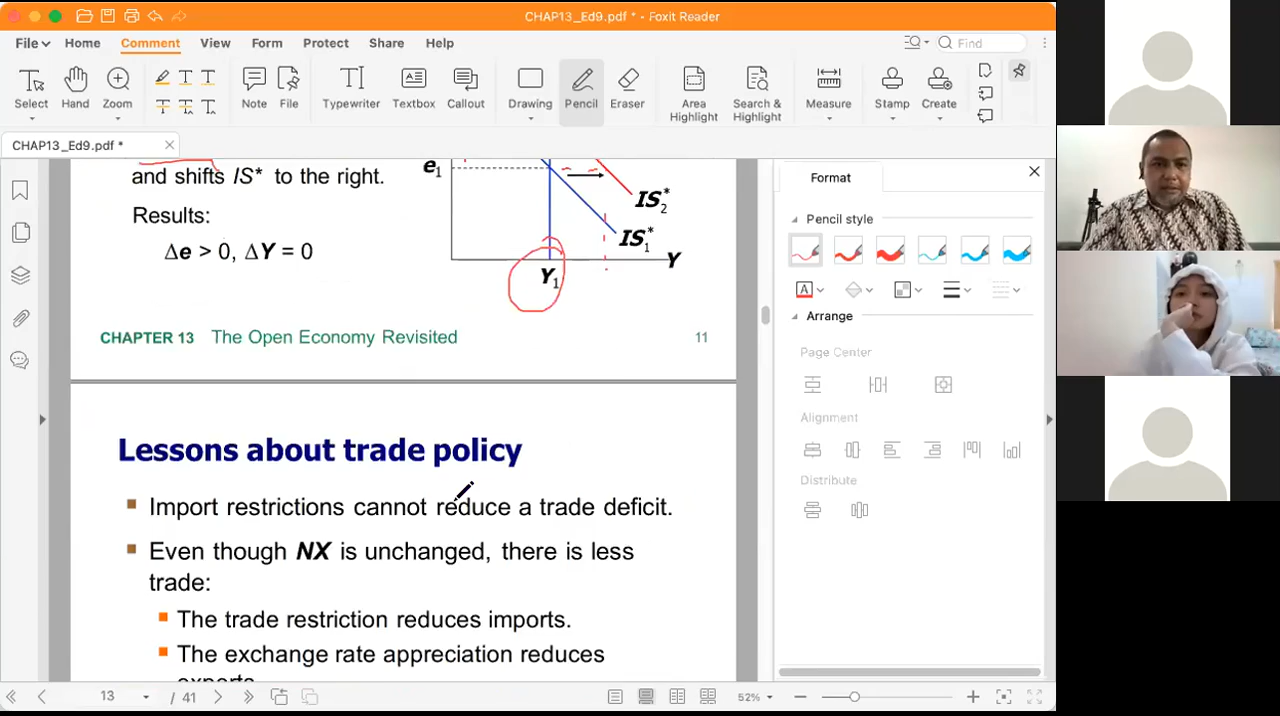 CHAP13_Ed9.pdf * - Foxit Reader
File Home Comment View Form Protect Share Help
Find
Select Hand Zoom Note File Typewriter Textbox Callout Drawing Pencil Eraser Area Highlight Search & Highlight Measure Stamp Create
CHAP13_Ed9.pdf *
and shifts IS* to the right.
Results:
Δe > 0, ΔY = 0
e1
IS*2
IS*1
Y
Y1
CHAPTER 13 The Open Economy Revisited 11
Lessons about trade policy
Import restrictions cannot reduce a trade deficit.
Even though NX is unchanged, there is less
trade:
The trade restriction reduces imports.
The exchange rate appreciation reduces
exports.
Format
Pencil style
A
Arrange
Page Center
Alignment
Distribute
13 / 41
52%